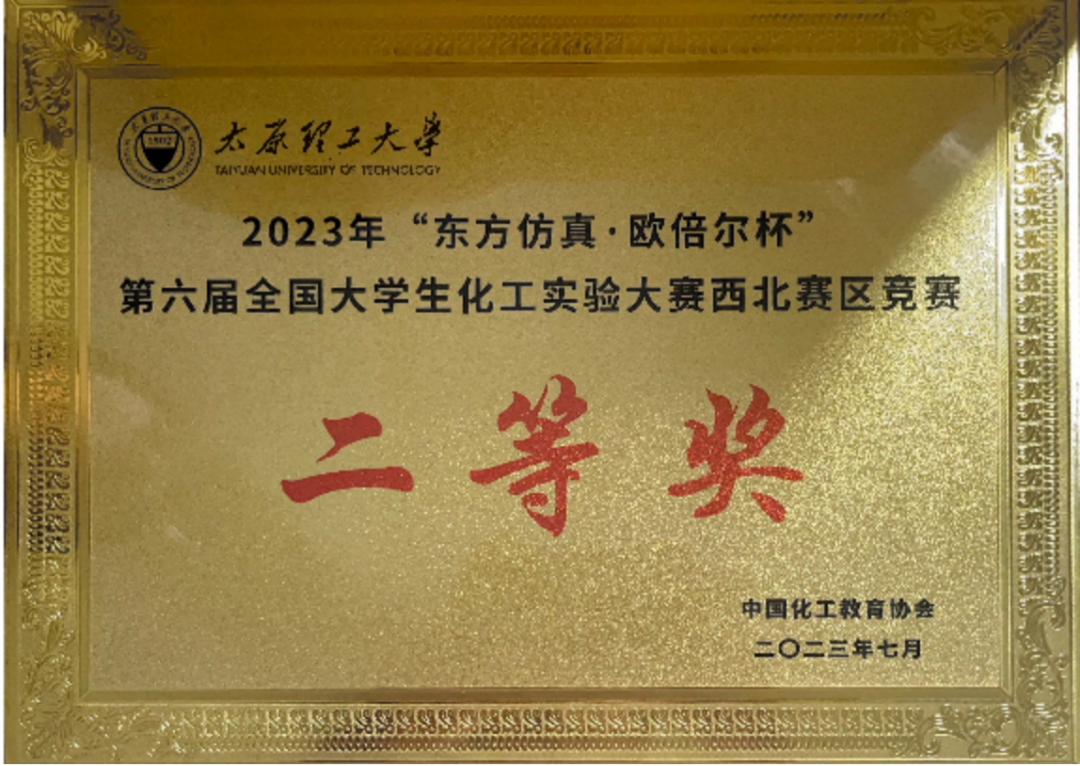 太原理工大学
TAIYUAN UNIVERSITY OF TECHNOLOGY
1902
2023年“东方仿真·欧倍尔杯”
第六届全国大学生化工实验大赛西北赛区竞赛
二等奖
中国化工教育协会
二〇二三年七月